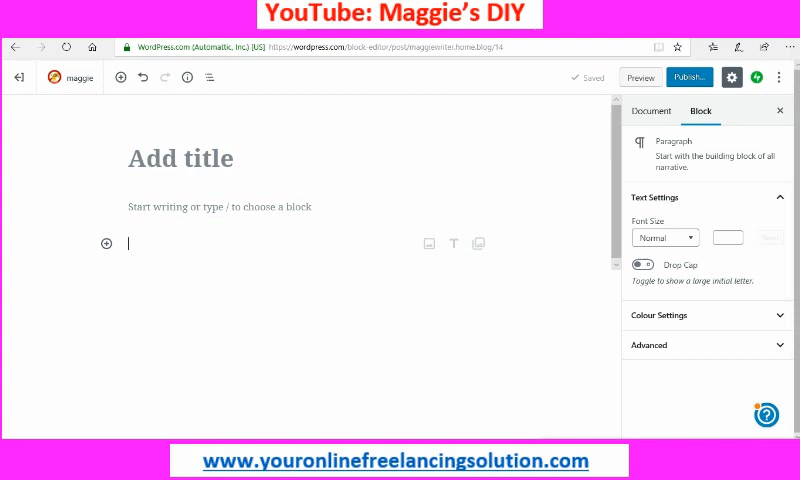 YouTube: Maggie's DIY
WordPress.com (Automattic, Inc.) [US] https://wordpress.com/block-editor/post/maggiewriter.home.blog/14
maggie
Saved
Preview
Publish...
Document
Block
Add title
Paragraph
Start with the building block of all
narrative.
Start writing or type / to choose a block
Text Settings
Font Size
Normal
T
Drop Cap
Toggle to show a large initial letter.
Colour Settings
Advanced
www.youronlinefreelancingsolution.com